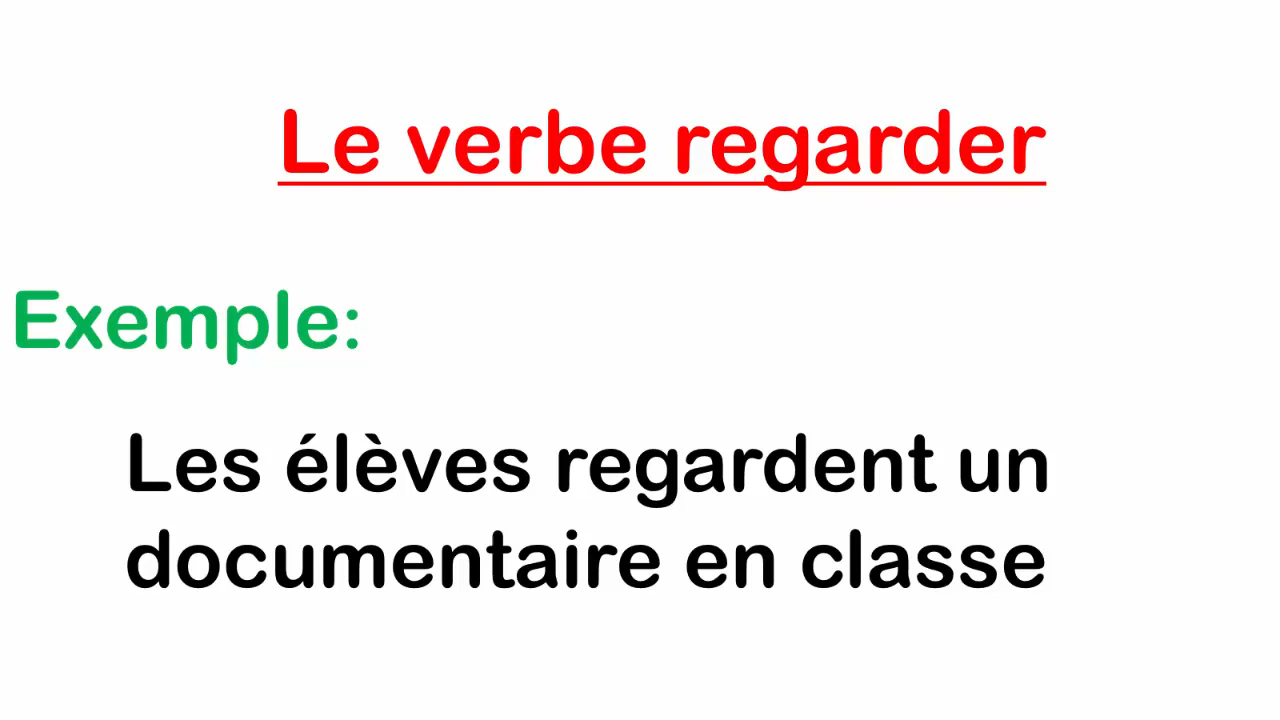 Le verbe regarder
Exemple:
Les élèves regardent un
documentaire en classe